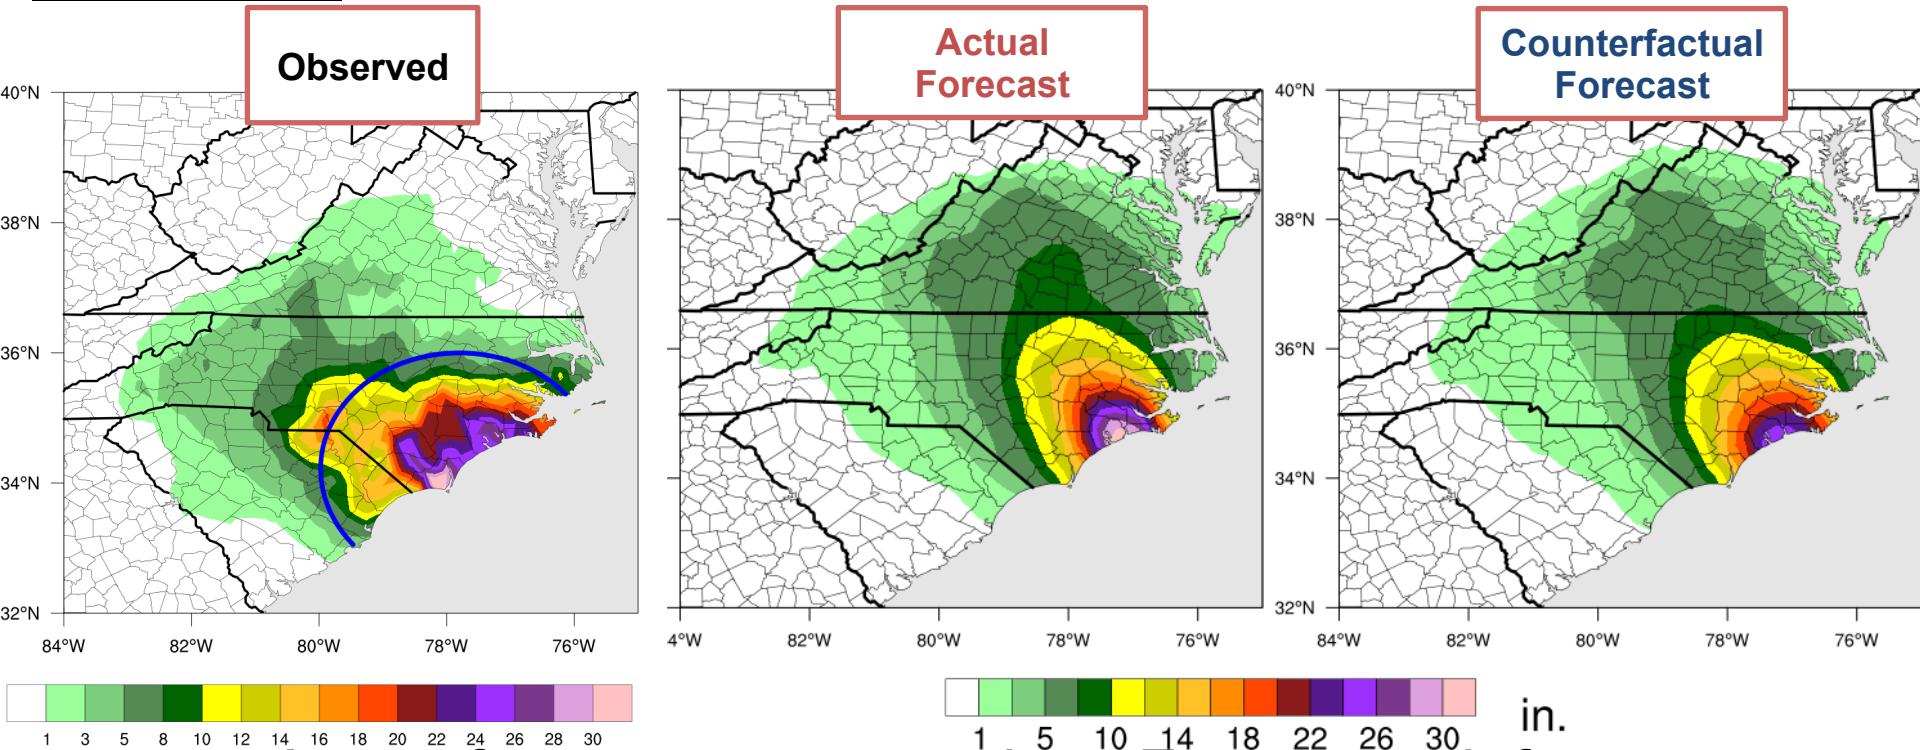 Observed
Actual
Forecast
Counterfactual
Forecast
40°N
38°N
36°N
34°N
32°N
84°W 82°W 80°W 78°W 76°W
4°W 82°W 80°W 78°W 76°W
40°N
38°N
36°N
34°N
32°N
84°W 82°W 80°W 78°W 76°W
1 3 5 8 10 12 14 16 18 20 22 24 26 28 30
1 5 10 14 18 22 26 30
in.